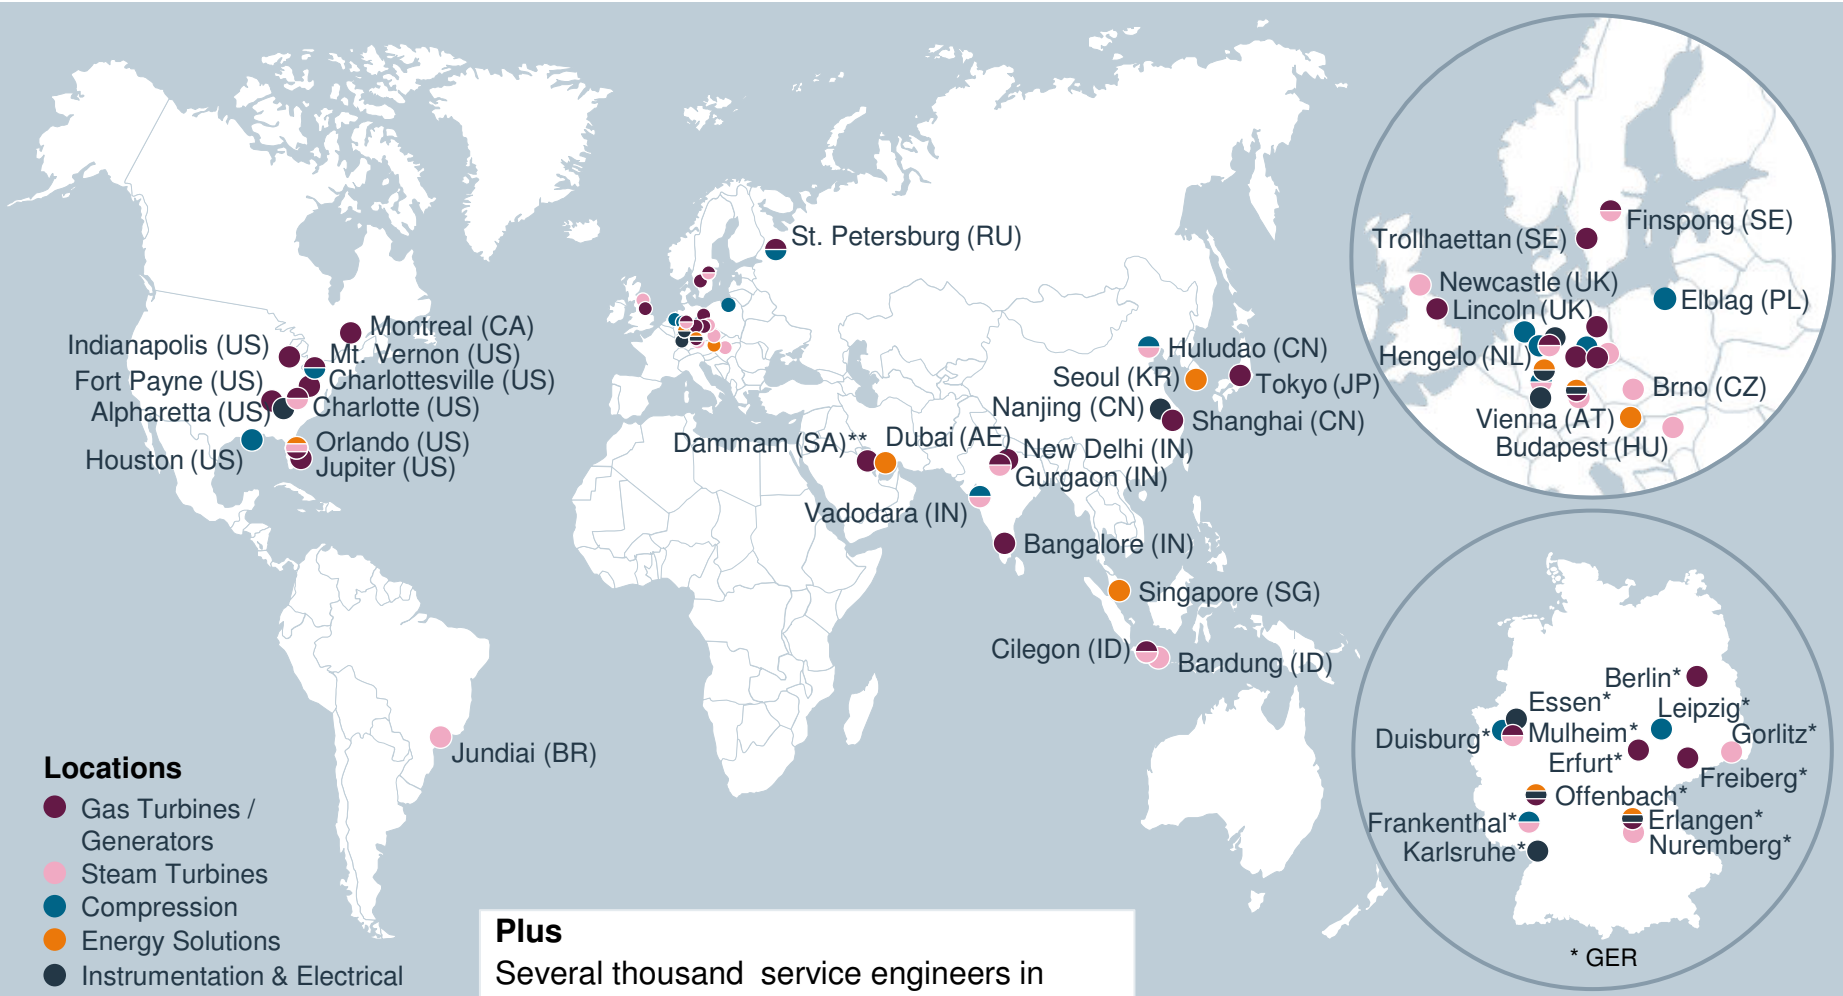 St. Petersburg (RU)
Montreal (CA)
Indianapolis (US)
Mt. Vernon (US)
Fort Payne (US)
Charlottesville (US)
Alpharetta (US)
Charlotte (US)
Orlando (US)
Houston (US)
Jupiter (US)
Jundiai (BR)
Huludao (CN)
Seoul (KR)
Tokyo (JP)
Nanjing (CN)
Shanghai (CN)
Dammam (SA)**
Dubai (AE)
New Delhi (IN)
Gurgaon (IN)
Vadodara (IN)
Bangalore (IN)
Singapore (SG)
Cilegon (ID)
Bandung (ID)
Finspong (SE)
Trollhaettan (SE)
Newcastle (UK)
Elblag (PL)
Lincoln (UK)
Hengelo (NL)
Brno (CZ)
Vienna (AT)
Budapest (HU)
Berlin*
Essen*
Leipzig*
Duisburg*
Mulheim*
Gorlitz*
Erfurt*
Freiberg*
Offenbach*
Frankenthal*
Erlangen*
Karlsruhe*
Nuremberg*
* GER
Locations
Gas Turbines /
Generators
Steam Turbines
Compression
Energy Solutions
Instrumentation & Electrical
Plus
Several thousand service engineers in